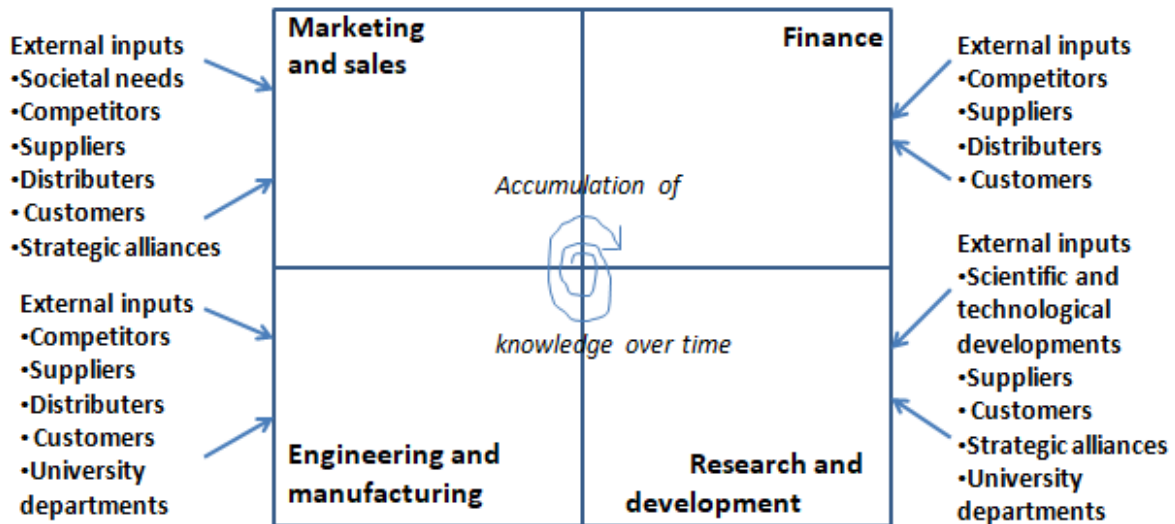 External inputs
•Societal needs
•Competitors
•Suppliers
•Distributers
• Customers
•Strategic alliances
Marketing
and sales
Finance
External inputs
•Competitors
•Suppliers
•Distributers
• Customers
Accumulation of
knowledge over time
External inputs
•Competitors
•Suppliers
•Distributers
• Customers
•University
departments
Engineering and
manufacturing
Research and
development
External inputs
•Scientific and
technological
developments
•Suppliers
• Customers
•Strategic alliances
•University
departments